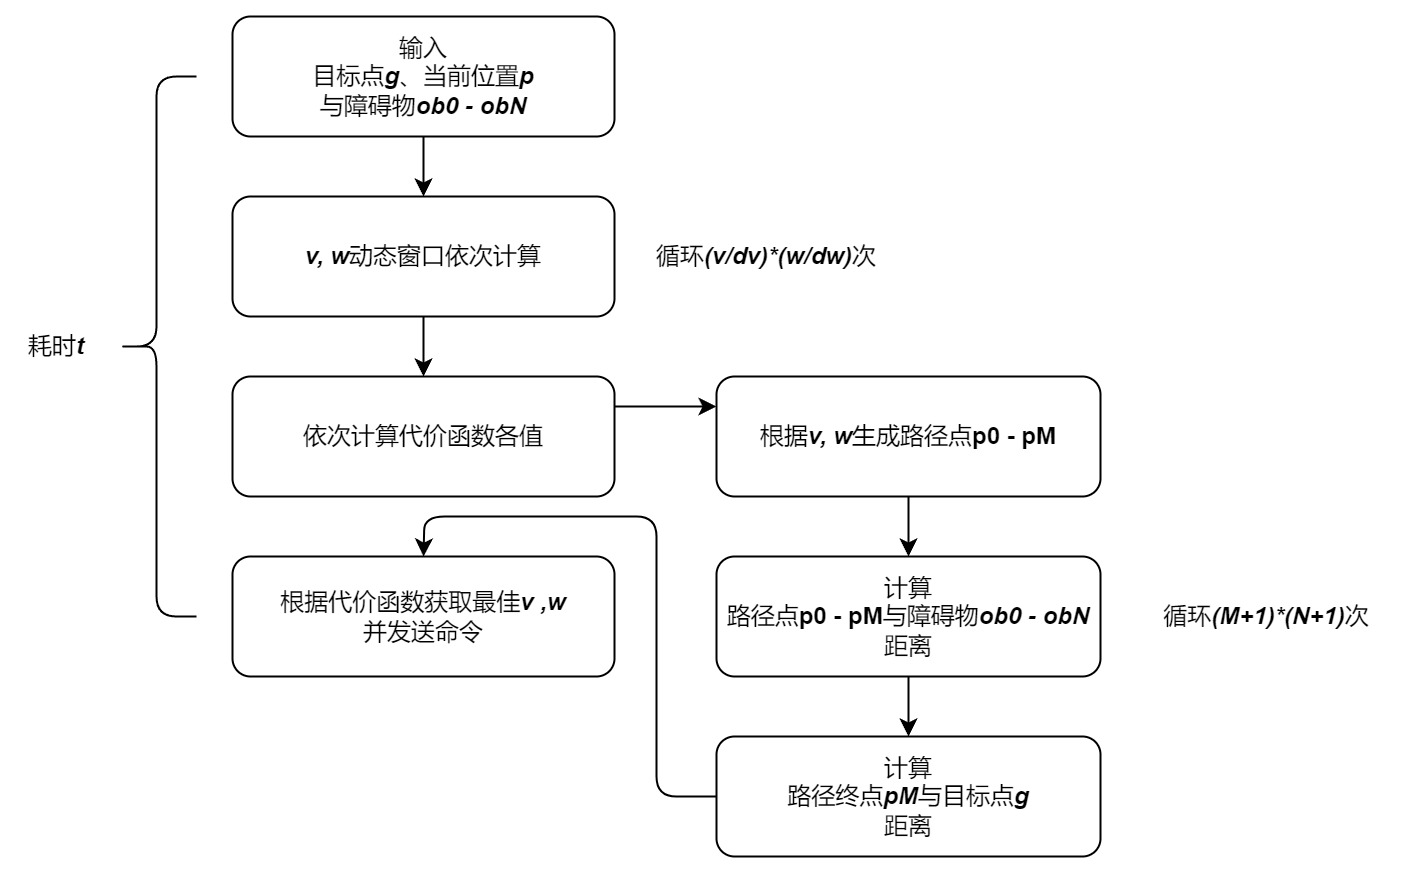 输入
目标点g、当前位置p
与障碍物ob0 - obN
v, w动态窗口依次计算
循环(v/dv)*(w/dw)次
耗时t
依次计算代价函数各值
根据v, w生成路径点p0 - pM
根据代价函数获取最佳v ,w
并发送命令
计算
路径点p0 - pM与障碍物ob0 - obN
距离
循环(M+1)*(N+1)次
计算
路径终点pM与目标点g
距离